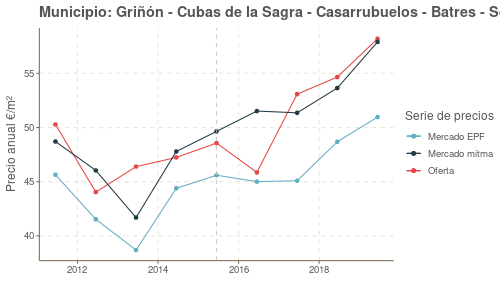 Municipio: Griñón - Cubas de la Sagra - Casarrubuelos - Batres - S
Precio anual €/m²
55
50
45
40
2012
2014
2016
2018
Serie de precios
Mercado EPF
Mercado mitma
Oferta